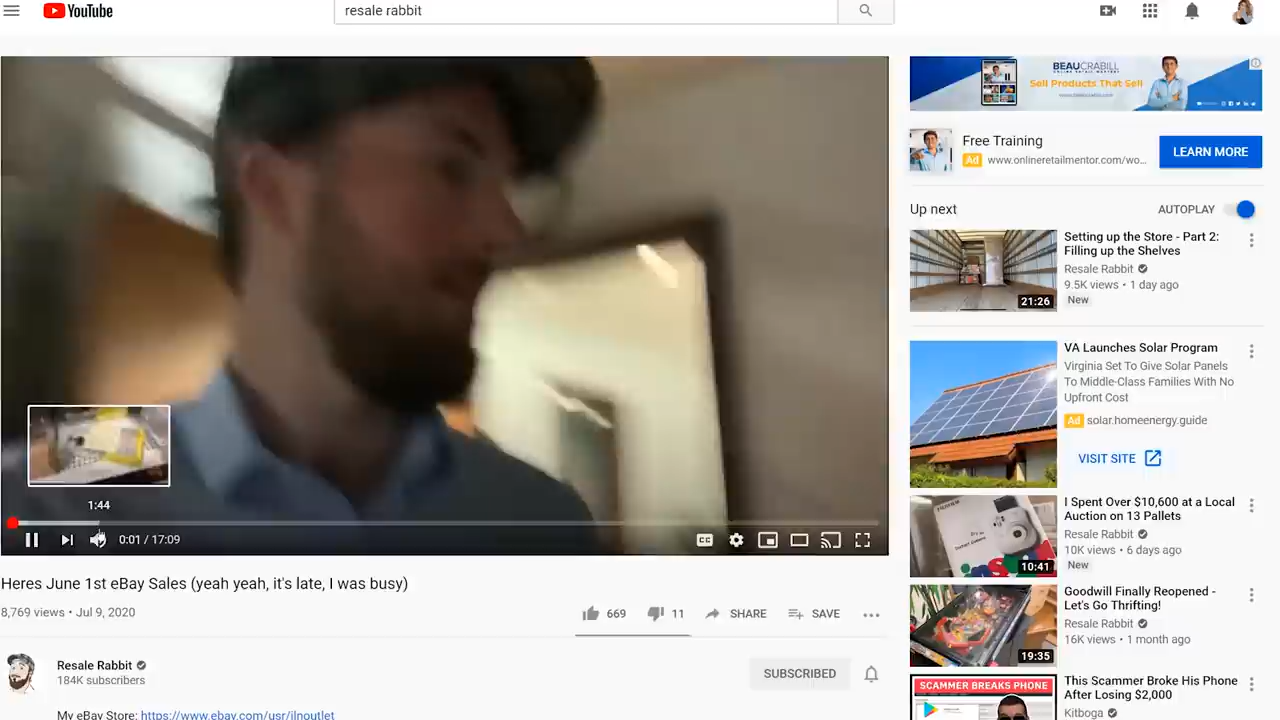 YouTube
resale rabbit
BEAUCRABILL
Sell Products That Sell
Free Training
Ad www.onlineretailmentor.com/wo...
LEARN MORE
Up next
AUTOPLAY
Setting up the Store - Part 2:
Filling up the Shelves
Resale Rabbit
9.5K views • 1 day ago
New
21:26
VA Launches Solar Program
Virginia Set To Give Solar Panels
To Middle-Class Families With No
Upfront Cost
Ad solar.homeenergy.guide
VISIT SITE
I Spent Over $10,600 at a Local
Auction on 13 Pallets
Resale Rabbit
10K views • 6 days ago
New
10:41
Goodwill Finally Reopened -
Let's Go Thrifting!
Resale Rabbit
16K views • 1 month ago
19:35
SCAMMER BREAKS PHONE
This Scammer Broke His Phone
After Losing $2,000
Kitboga
1:44
0:01 / 17:09
CC
Heres June 1st eBay Sales (yeah yeah, it's late, I was busy)
8,769 views • Jul 9, 2020
669
11
SHARE
SAVE
Resale Rabbit
184K subscribers
SUBSCRIBED
My eBay Store: https://www.ebay.com/usr/jlnoutlet